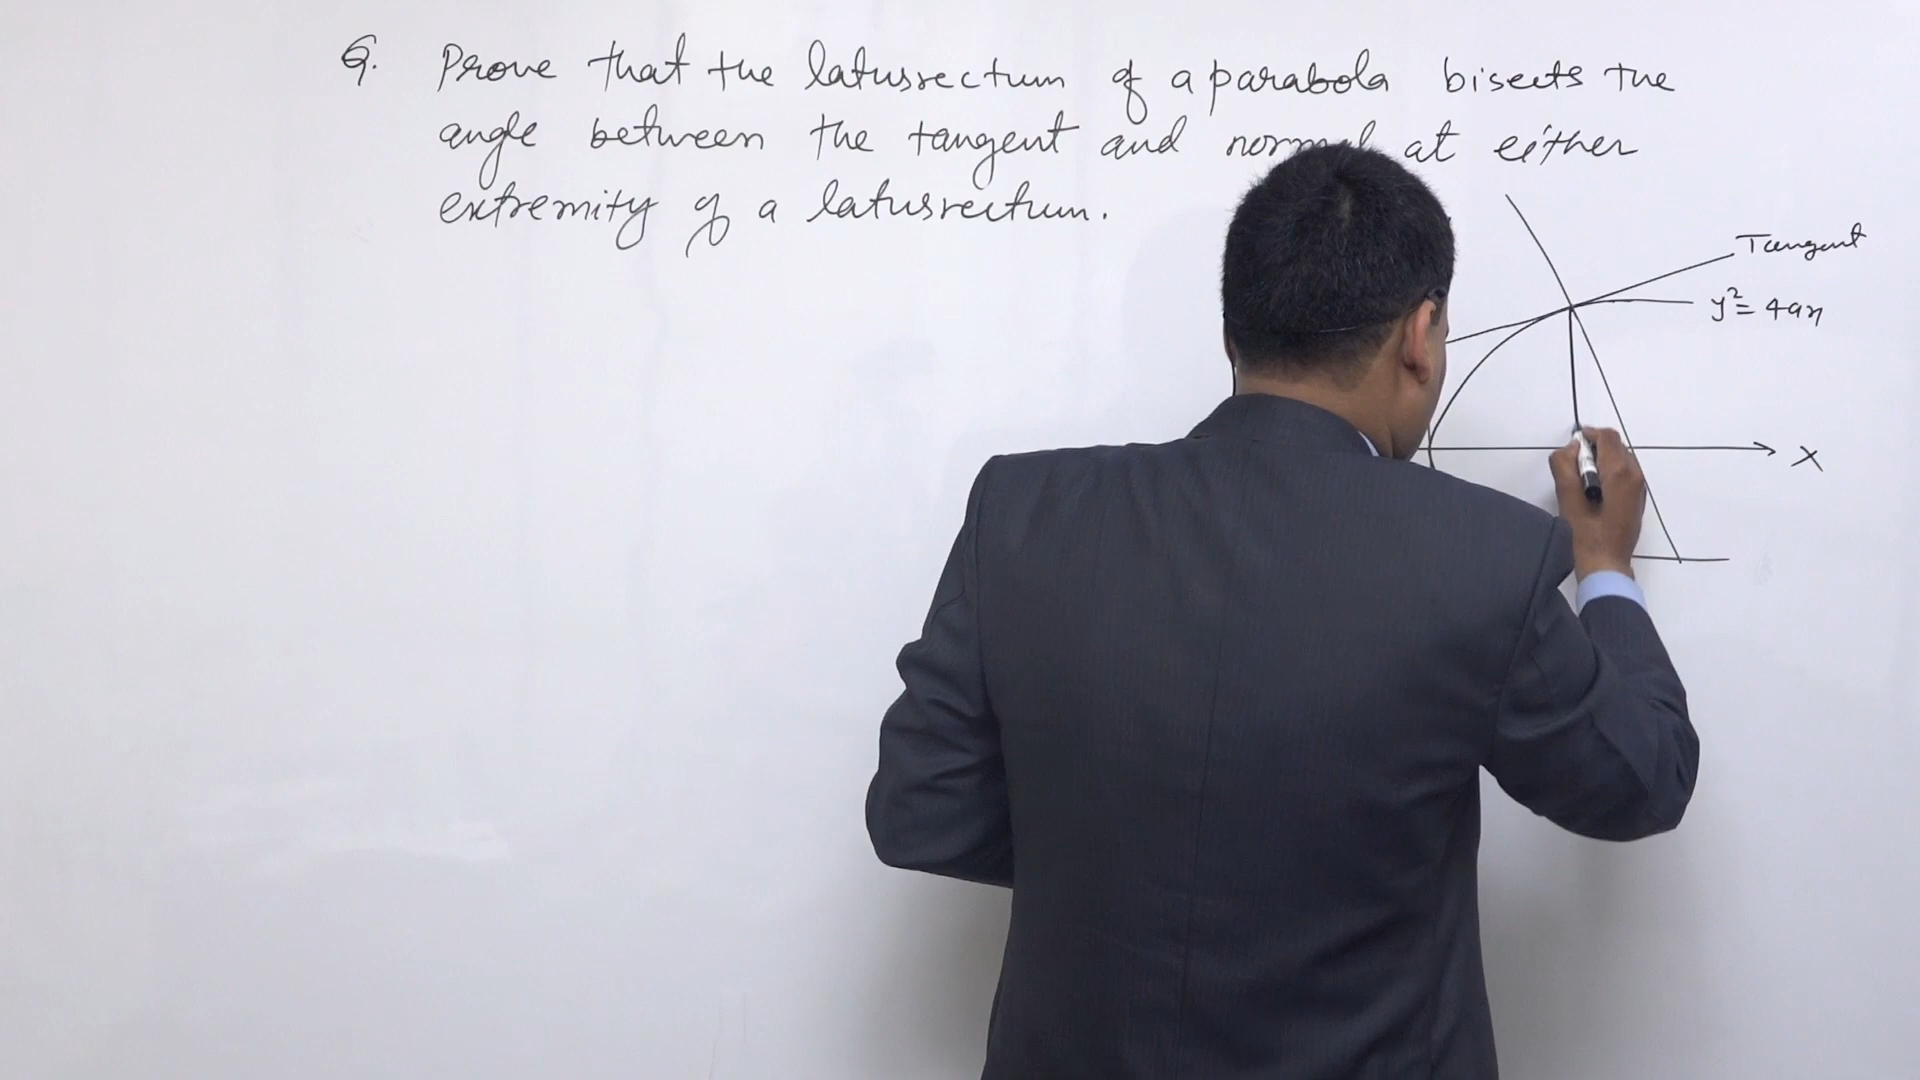 Q. Prove that the latusrectum of a parabola bisects the
angle between the tangent and normal at either
extremity of a latusrectum.
Tangent
y² = 4ax
X